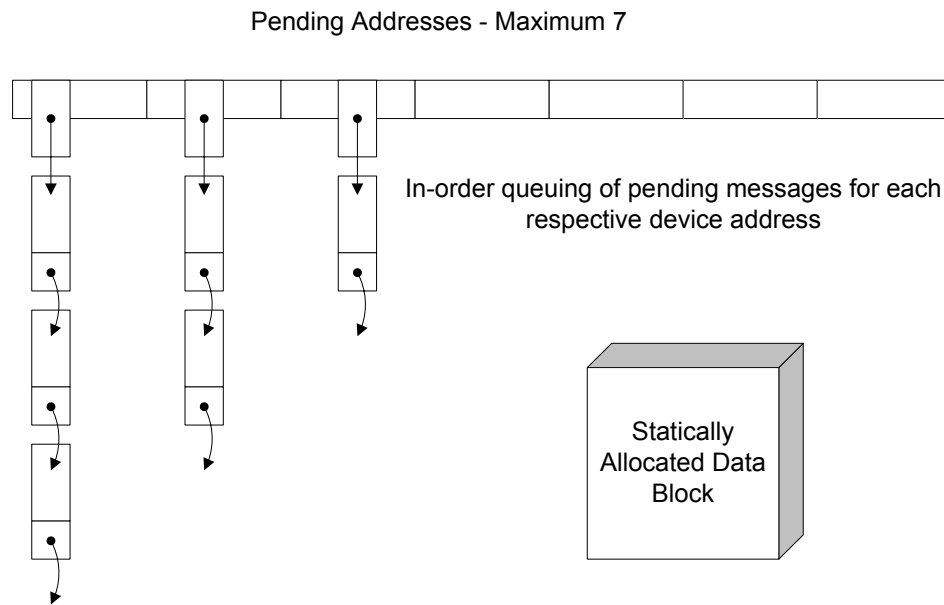 Pending Addresses - Maximum 7
In-order queuing of pending messages for each
respective device address
Statically
Allocated Data
Block